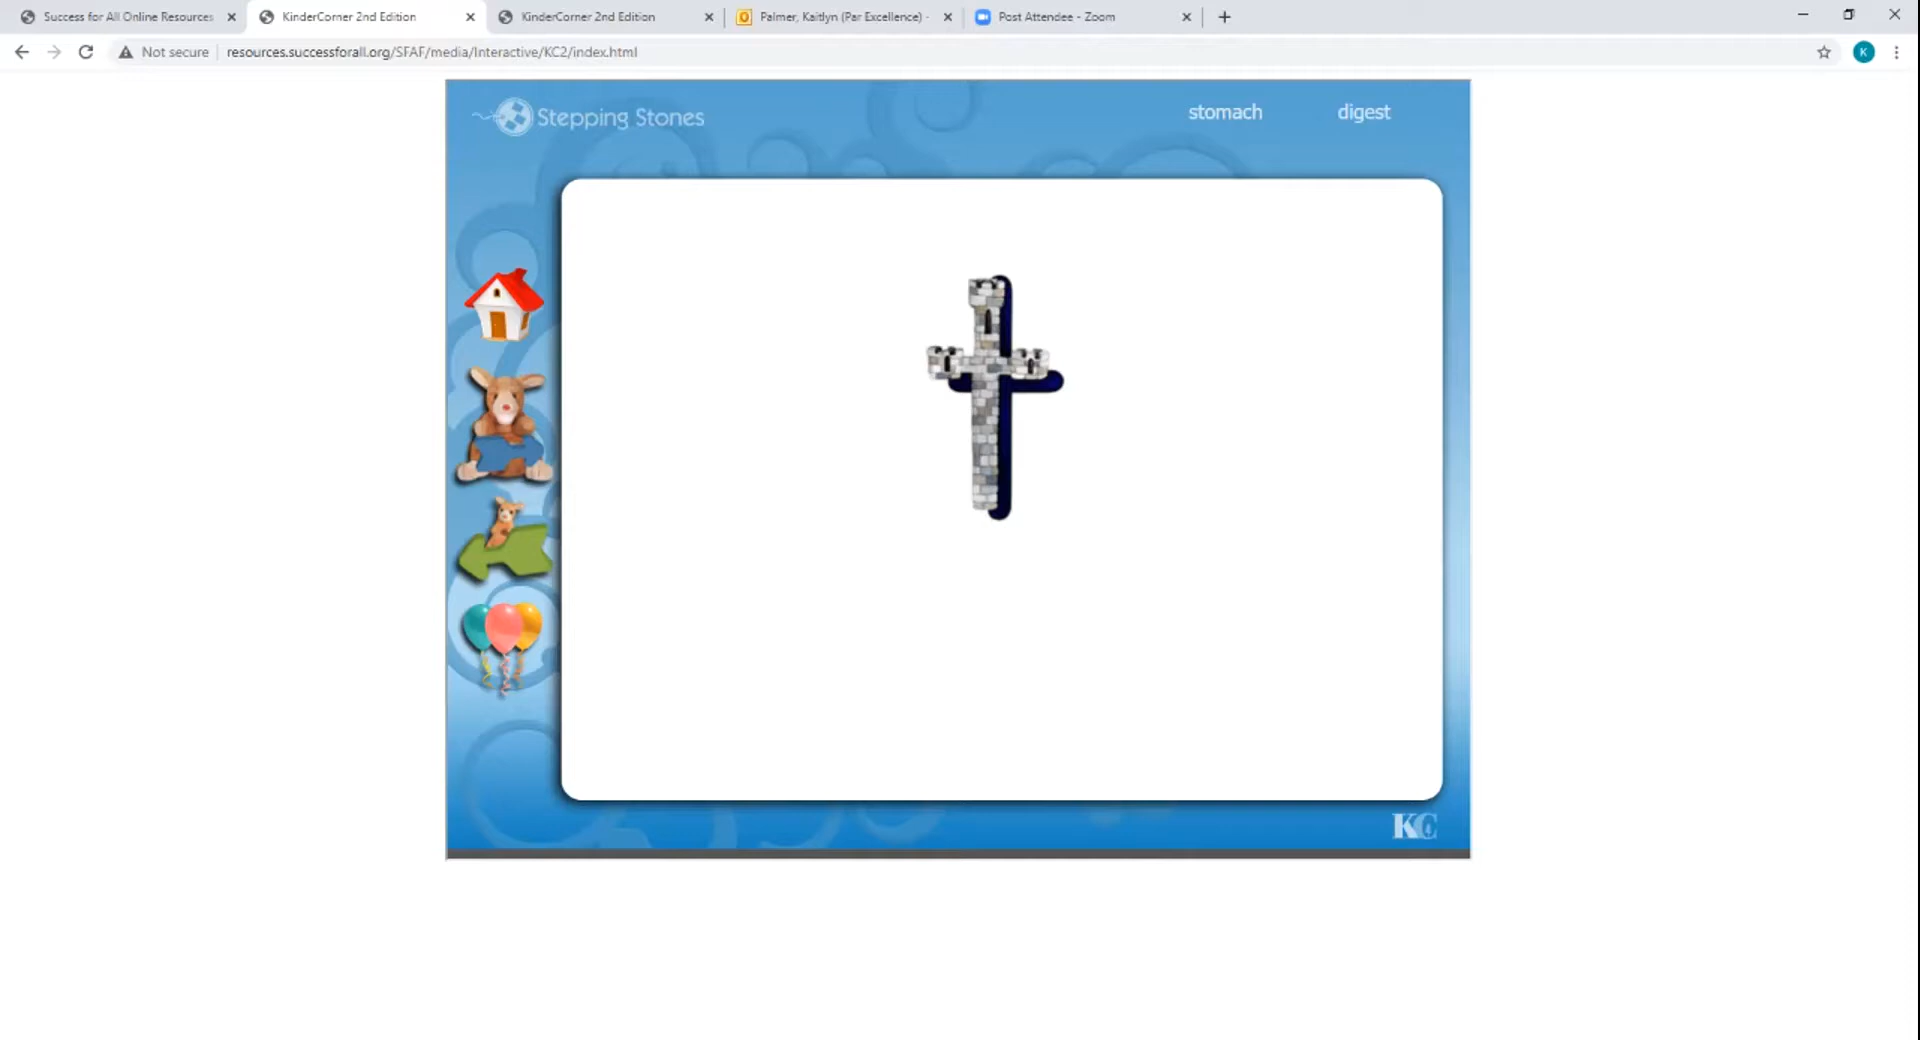 Success for All Online Resources
KinderCorner 2nd Edition
KinderCorner 2nd Edition
Palmer, Kaitlyn (Par Excellence) -
Post Attendee - Zoom
Not secure
resources.successforall.org/SFAF/media/Interactive/KC2/index.html
K
Stepping Stones
stomach
digest
t
KC